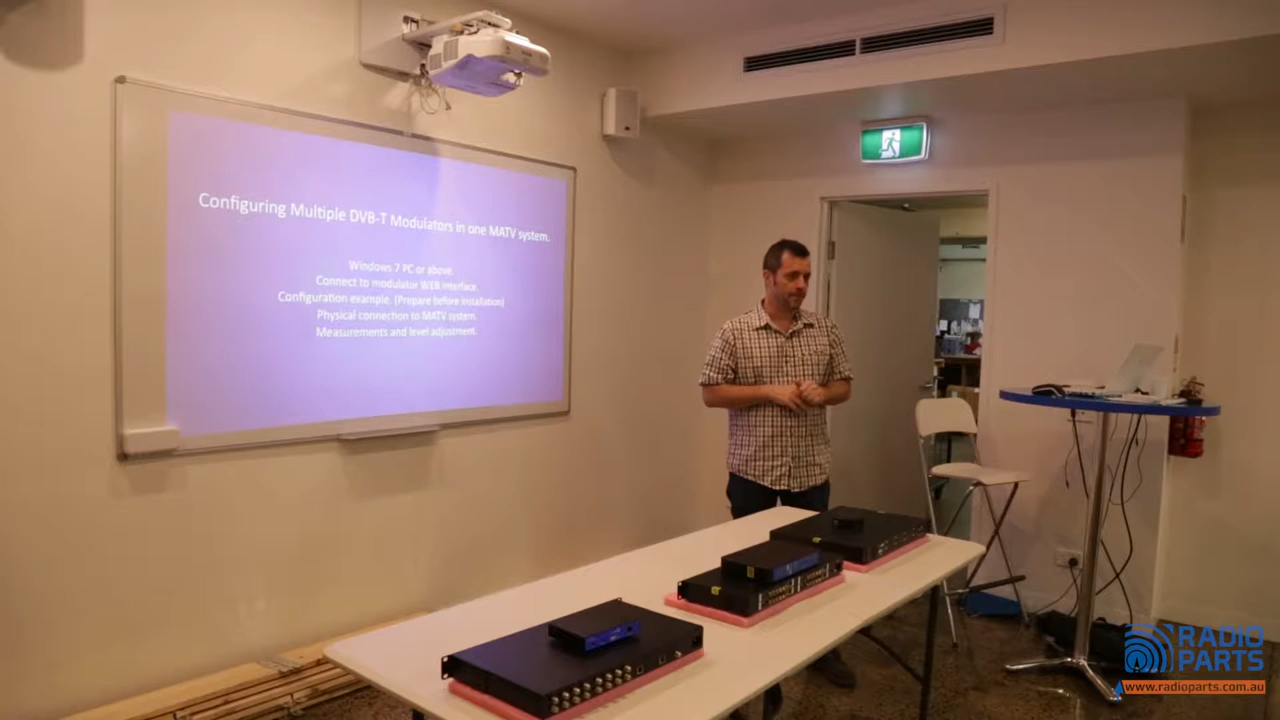 Configuring Multiple DVB-T Modulators in one MATV system.
Windows 7 PC or above.
Connect to modulator WEB interface.
Configuration example. (Prepare before installation)
Physical connection to MATV system.
Measurements and level adjustment.
RADIO
PARTS
www.radioparts.com.au